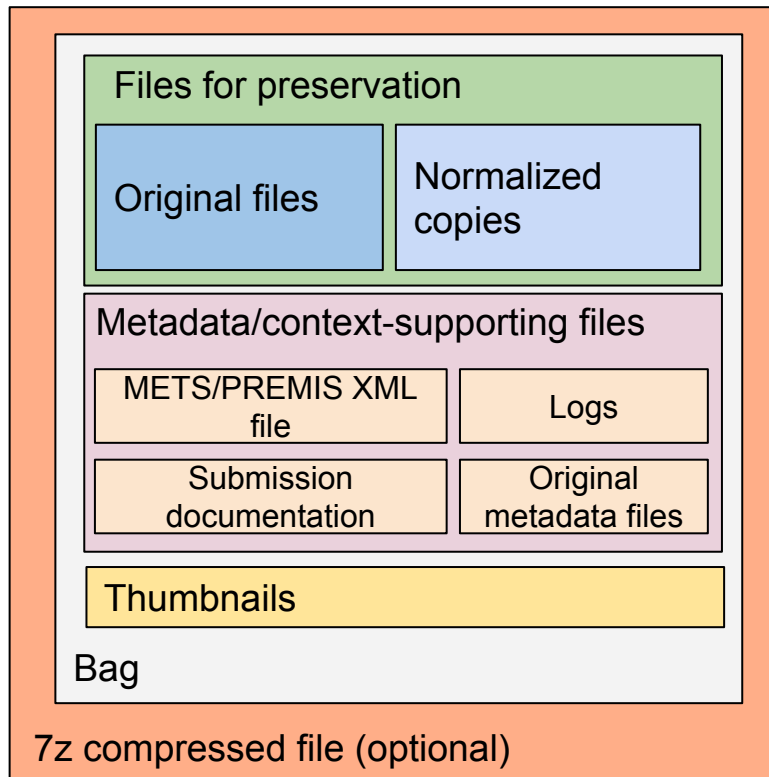 Files for preservation
Original files
Normalized
copies
Metadata/context-supporting files
METS/PREMIS XML
file
Logs
Submission
documentation
Original
metadata files
Thumbnails
Bag
7z compressed file (optional)